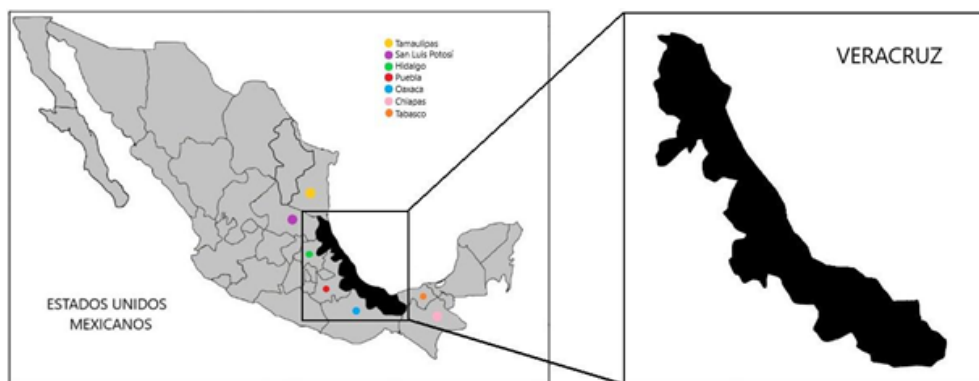 Tamaulipas
San Luis Potosí
Hidalgo
Puebla
Oaxaca
Chiapas
Tabasco
ESTADOS UNIDOS
MEXICANOS
VERACRUZ